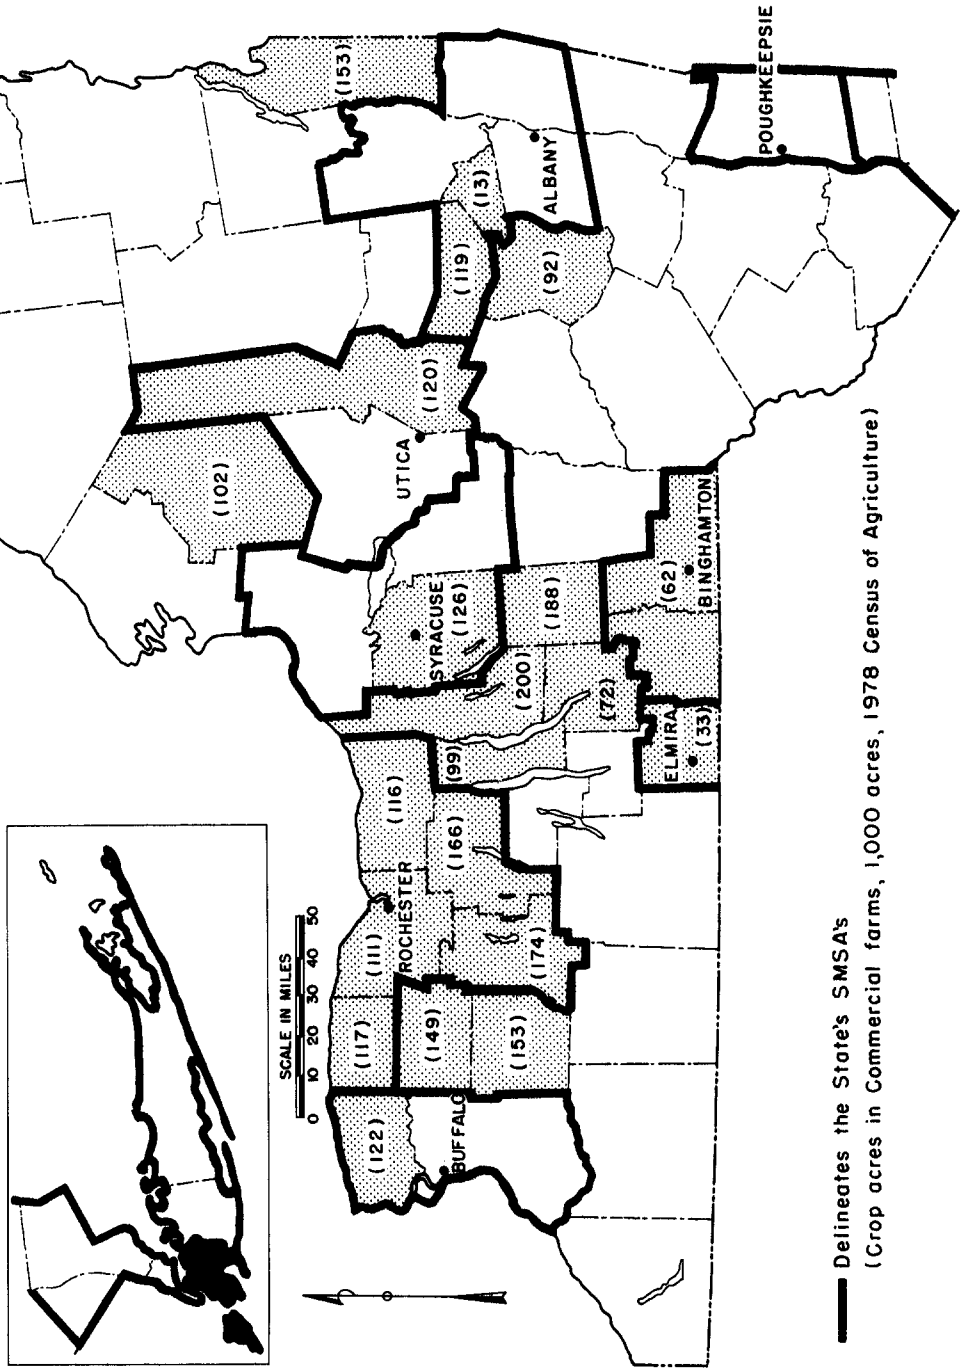 SCALE IN MILES
0 10 20 30 40 50
(122)
BUFFALO
(117)
(149)
(153)
(111)
ROCHESTER
(174)
(116)
(166)
(99)
ELMIRA
(33)
(200)
(72)
SYRACUSE
(126)
(188)
(62)
BINGHAMTON
(102)
UTICA
(120)
(119)
(92)
(13)
ALBANY
(153)
POUGHKEEPSIE
Delineates the State's SMSA's
(Crop acres in Commercial farms, 1,000 acres, 1978 Census of Agriculture)